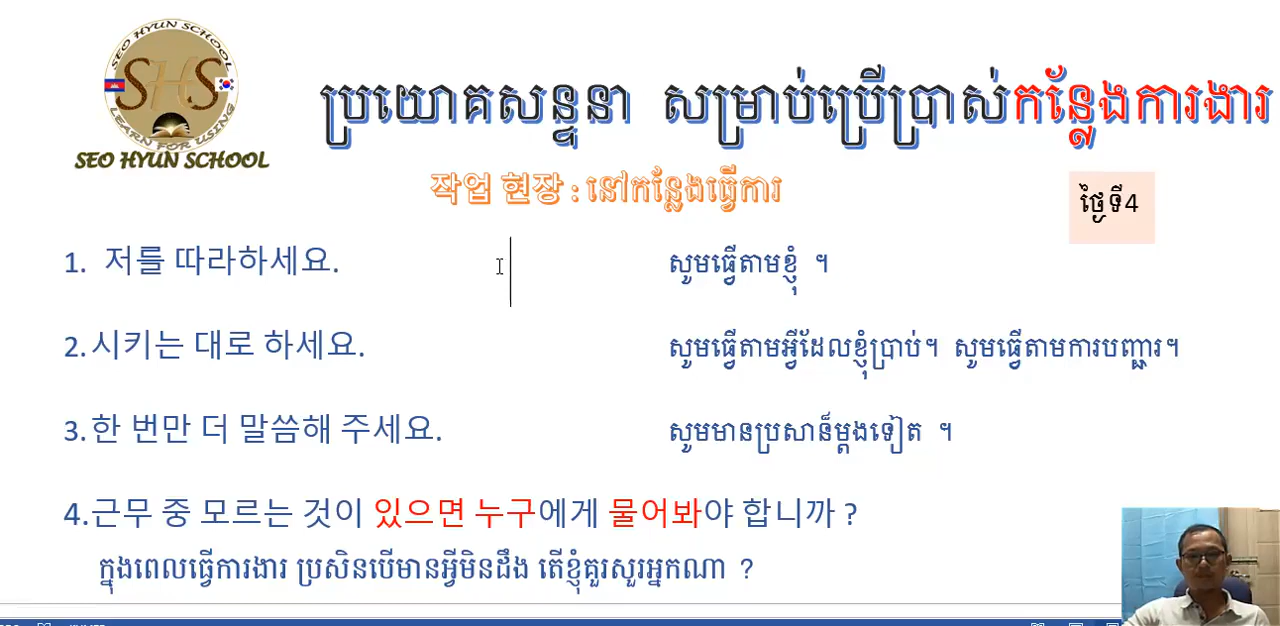 SEO HYUN SCHOOL
SHS
LEARN FOR USING
SEO HYUN SCHOOL
ប្រយោគសន្ទនា សម្រាប់ប្រើប្រាស់កន្លែងការងារ
작업 현장 : នៅកន្លែងធ្វើការ
ថ្ងៃទី4
1. 저를 따라하세요. សូមធ្វើតាមខ្ញុំ ។
2. 시키는 대로 하세요. សូមធ្វើតាមអ្វីដែលខ្ញុំប្រាប់។ សូមធ្វើតាមការបញ្ជារ។
3. 한 번만 더 말씀해 주세요. សូមមានប្រសាន៏ម្ដងទៀត ។
4.근무 중 모르는 것이 있으면 누구에게 물어봐야 합니까 ?
ក្នុងពេលធ្វើការងារ ប្រសិនបើមានអ្វីមិនដឹង តើខ្ញុំគួរសួរអ្នកណា ?